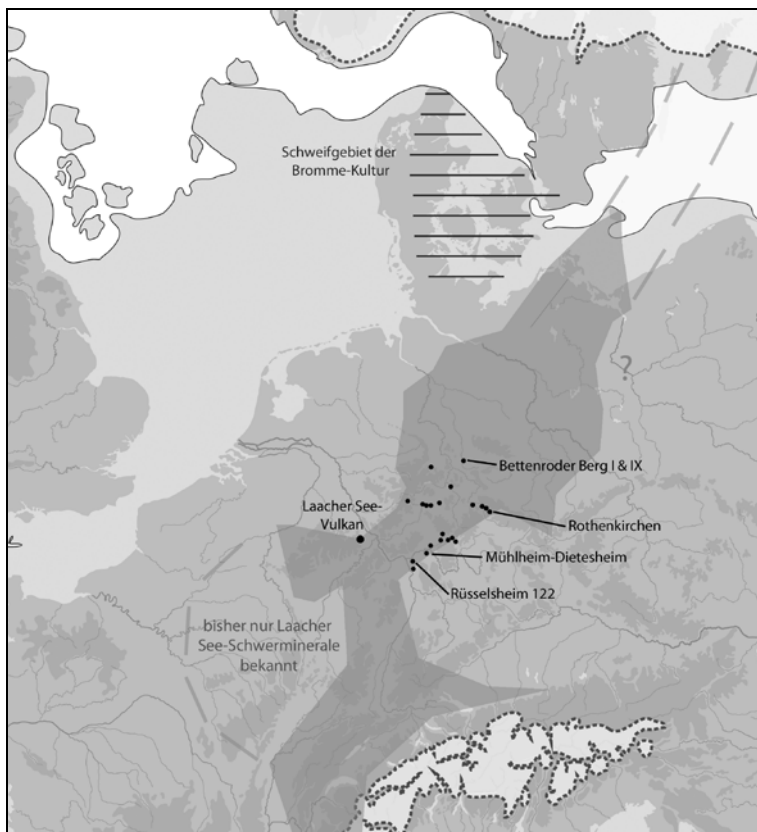 Schweifgebiet der
Bromme-Kultur
?
Bettenroder Berg I & IX
Laacher See-
Vulkan
Rothenkirchen
Mühlheim-Dietesheim
Rüsselsheim 122
bisher nur Laacher
See-Schwerminerale
bekannt